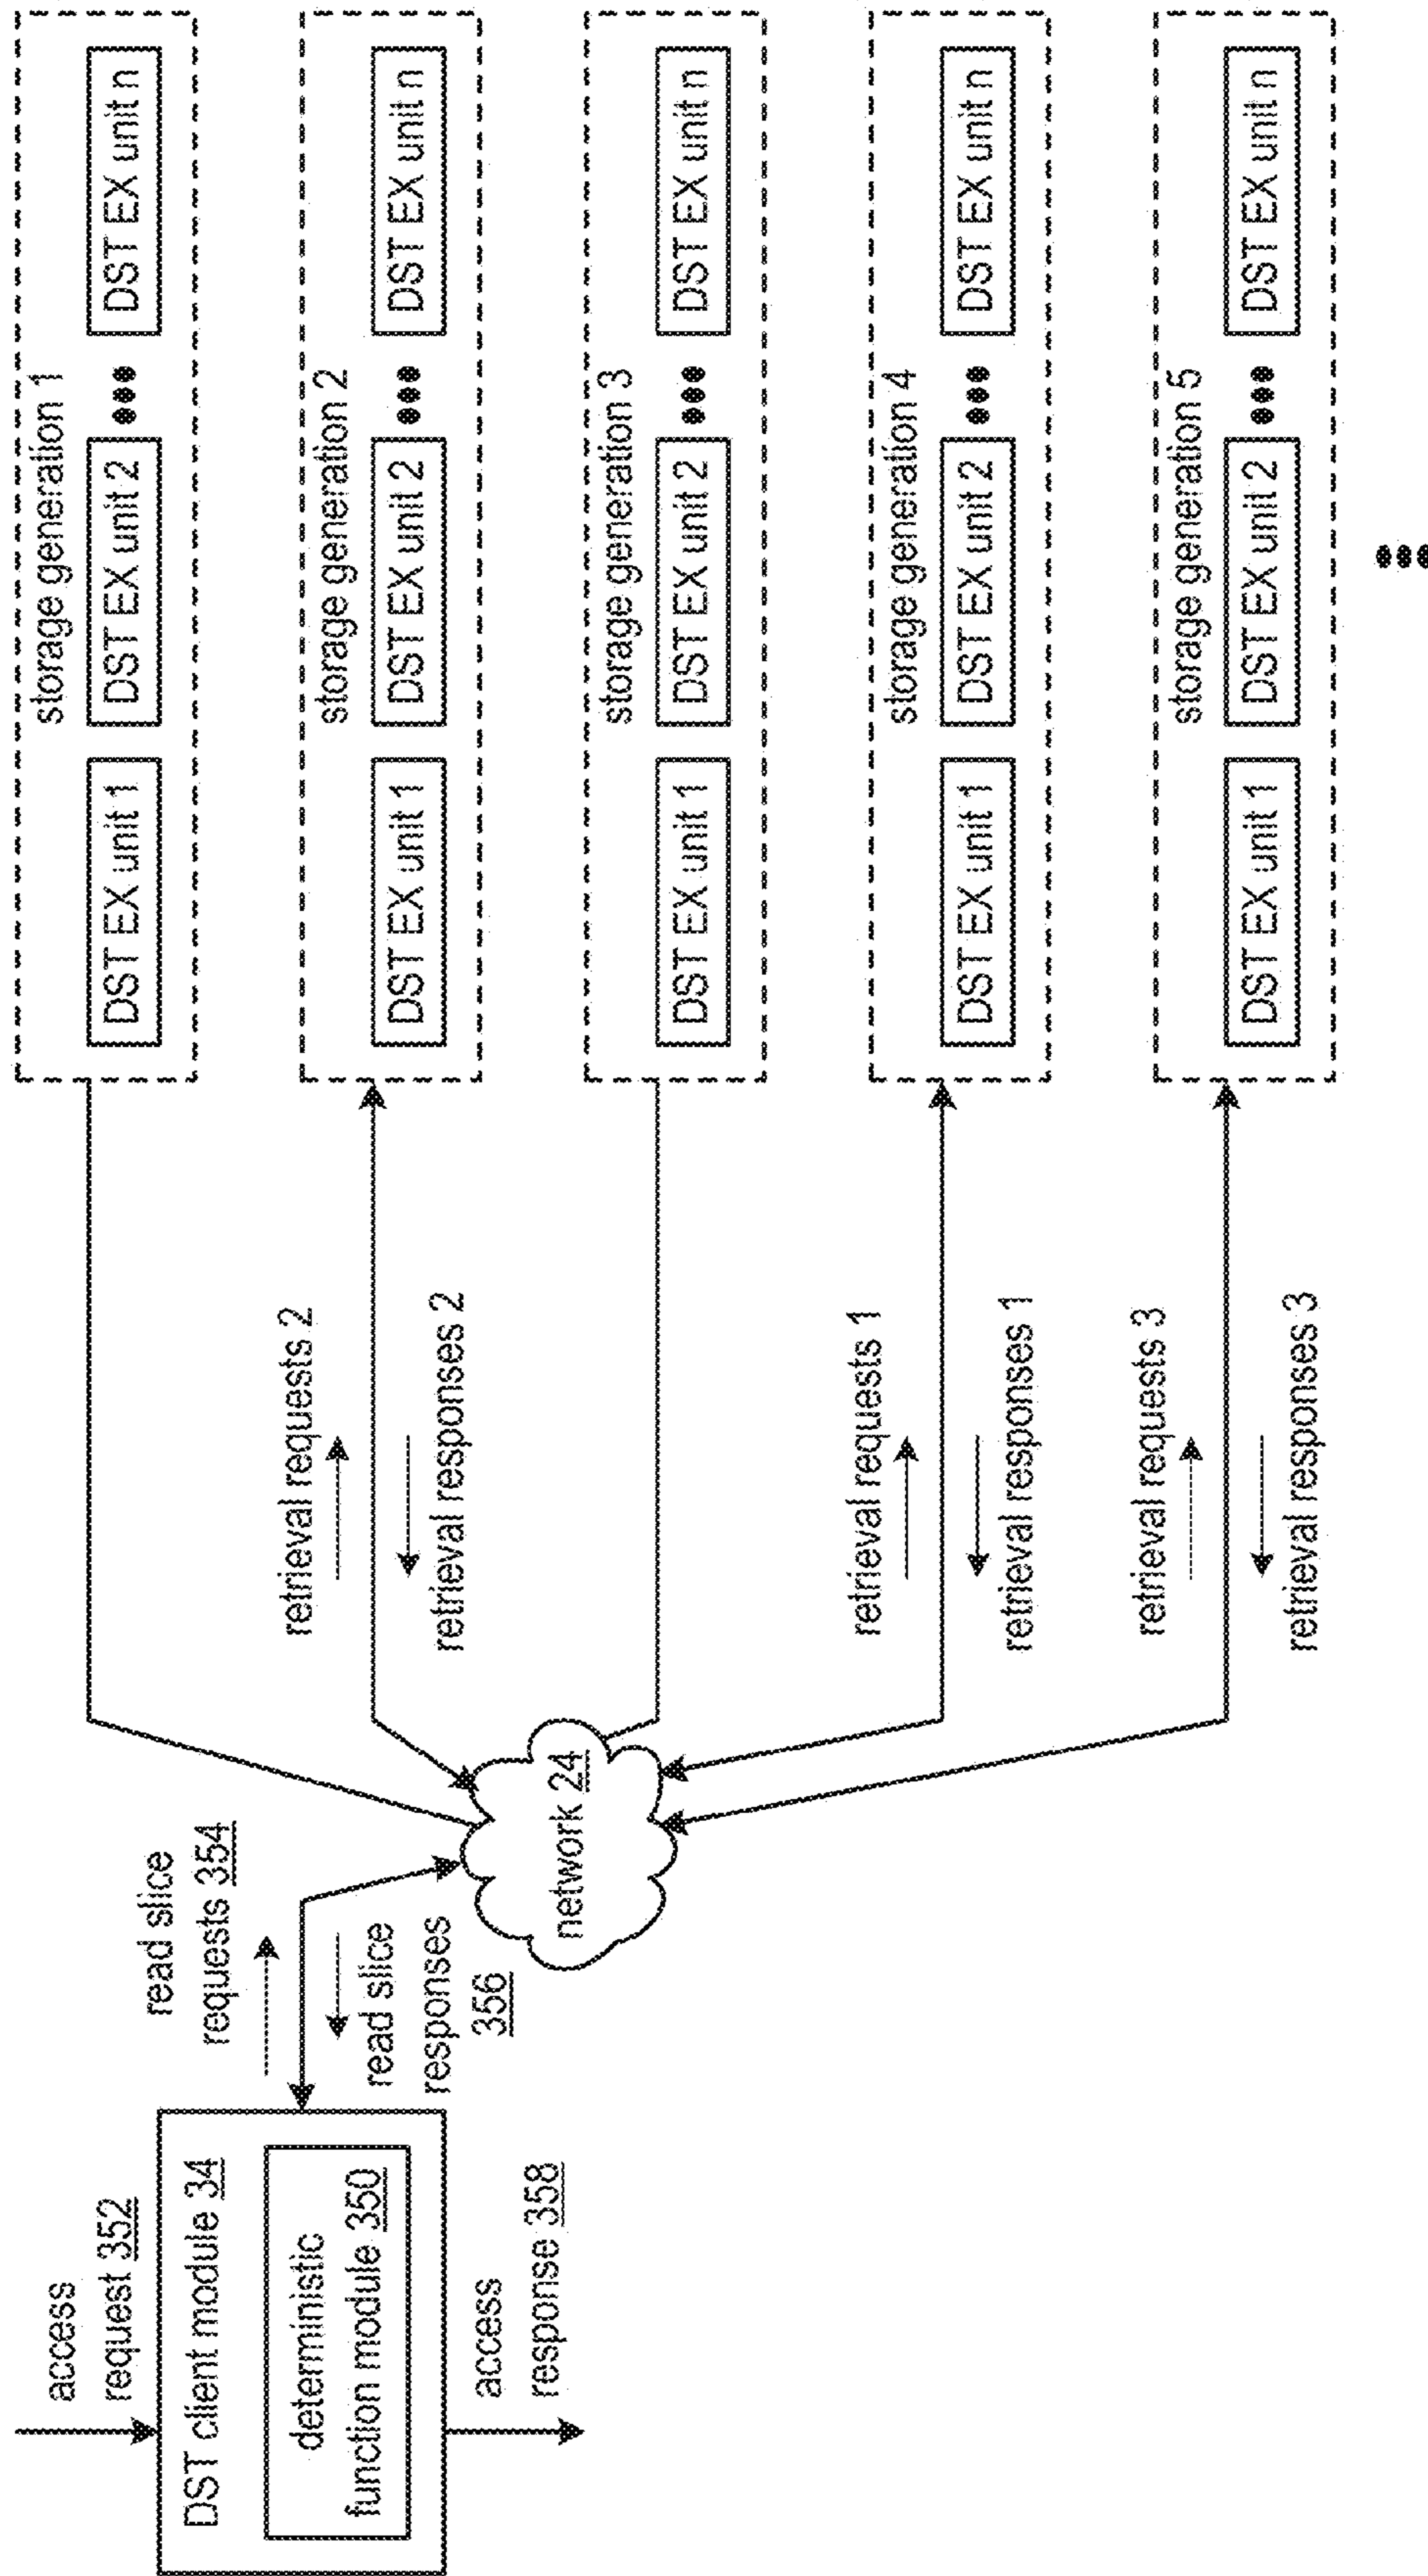 access
request 352
DST client module 34
deterministic
function module 350
access
response 358
read slice
requests 354
read slice
responses
356
network 24
retrieval requests 2
retrieval responses 2
retrieval requests 1
retrieval responses 1
retrieval requests 3
retrieval responses 3
storage generation 1
DST EX unit 1
DST EX unit 2
DST EX unit n
storage generation 2
DST EX unit 1
DST EX unit 2
DST EX unit n
storage generation 3
DST EX unit 1
DST EX unit 2
DST EX unit n
storage generation 4
DST EX unit 1
DST EX unit 2
DST EX unit n
storage generation 5
DST EX unit 1
DST EX unit 2
DST EX unit n